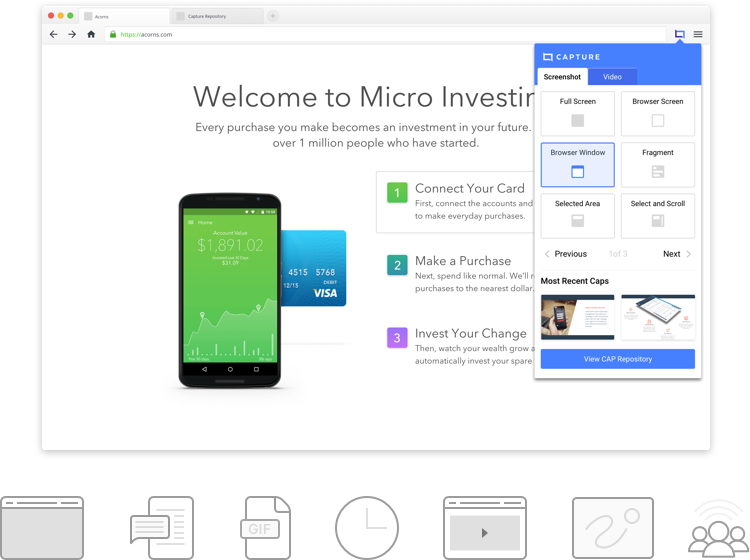 Acorns
Capture Repository
https://acorns.com
CAPTURE
Screenshot
Video
Full Screen
Browser Screen
Browser Window
Fragment
Selected Area
Select and Scroll
Previous
1of 3
Next
Most Recent Caps
View CAP Repository
Welcome to Micro Investin
Every purchase you make becomes an investment in your future.
over 1 million people who have started.
1
Connect Your Card
First, connect the accounts and
to make everyday purchases.
2
Make a Purchase
Next, spend like normal. We'll r
purchases to the nearest dollar.
3
Invest Your Change
Then, watch your wealth grow a
automatically invest your spare
Home
Account Value
$1,891.02
Invested Last 30 Days
$31.09
4515 5768
12/15
DEBIT
VISA
GIF